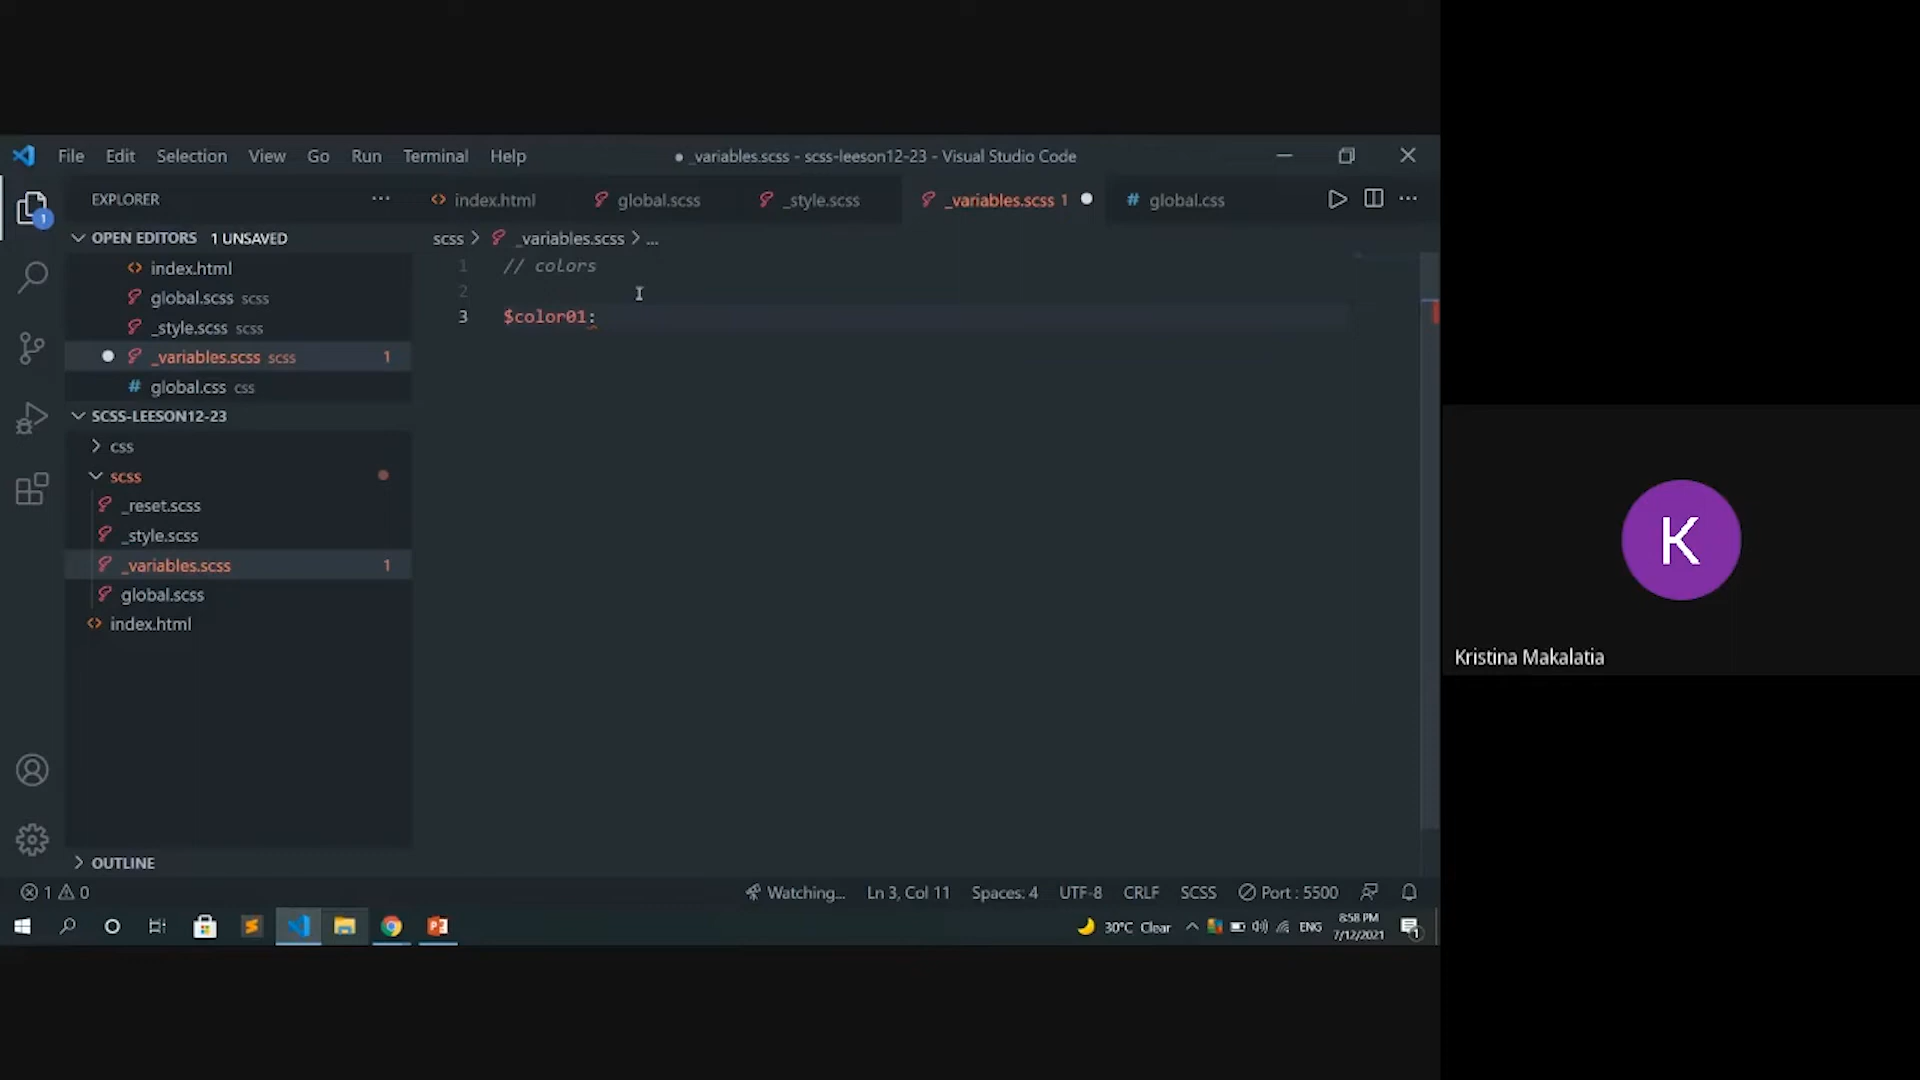 File Edit Selection View Go Run Terminal Help
● _variables.scss - scss-leeson12-23 - Visual Studio Code
EXPLORER
index.html global.scss _style.scss _variables.scss 1 global.css
OPEN EDITORS 1 UNSAVED
scss > _variables.scss > ...
index.html
global.scss scss
_style.scss scss
_variables.scss scss 1
global.css css
1 // colors
2
3 $color01:
SCSS-LEESON12-23
css
scss
_reset.scss
_style.scss
_variables.scss 1
global.scss
index.html
OUTLINE
1 0
Watching... Ln 3, Col 11 Spaces: 4 UTF-8 CRLF SCSS Port : 5500
30°C Clear ENG
8:58 PM
7/12/2021
1
K
Kristina Makalatia